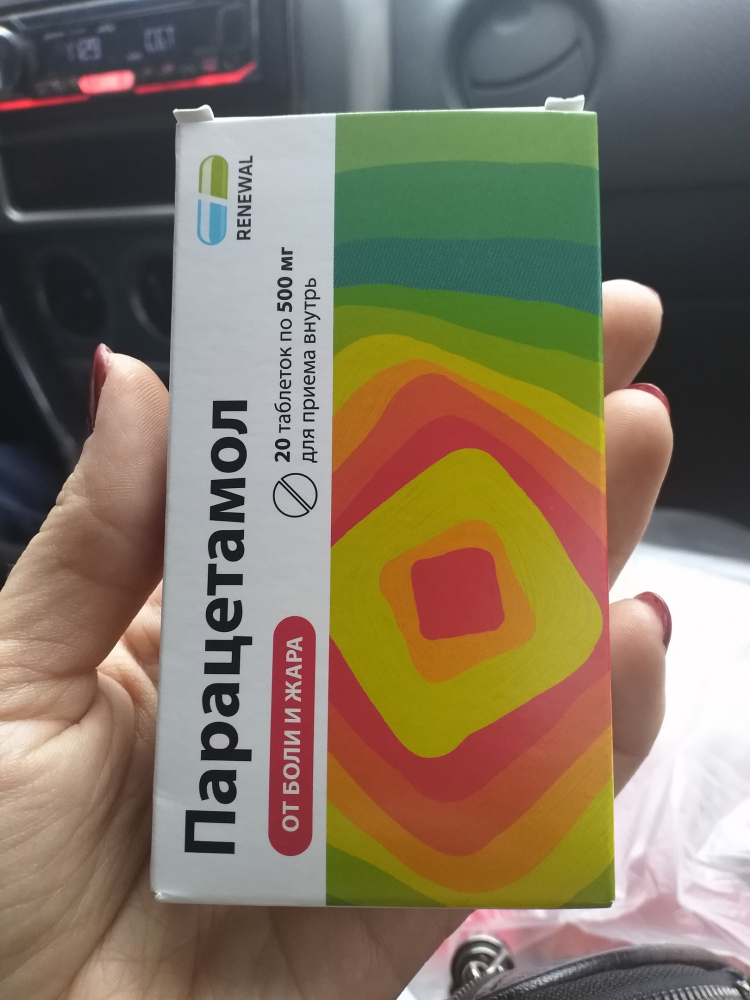 RENEWAL
Парацетамол
20 таблеток по 500 мг
для приема внутрь
ОТ БОЛИ И ЖАРА